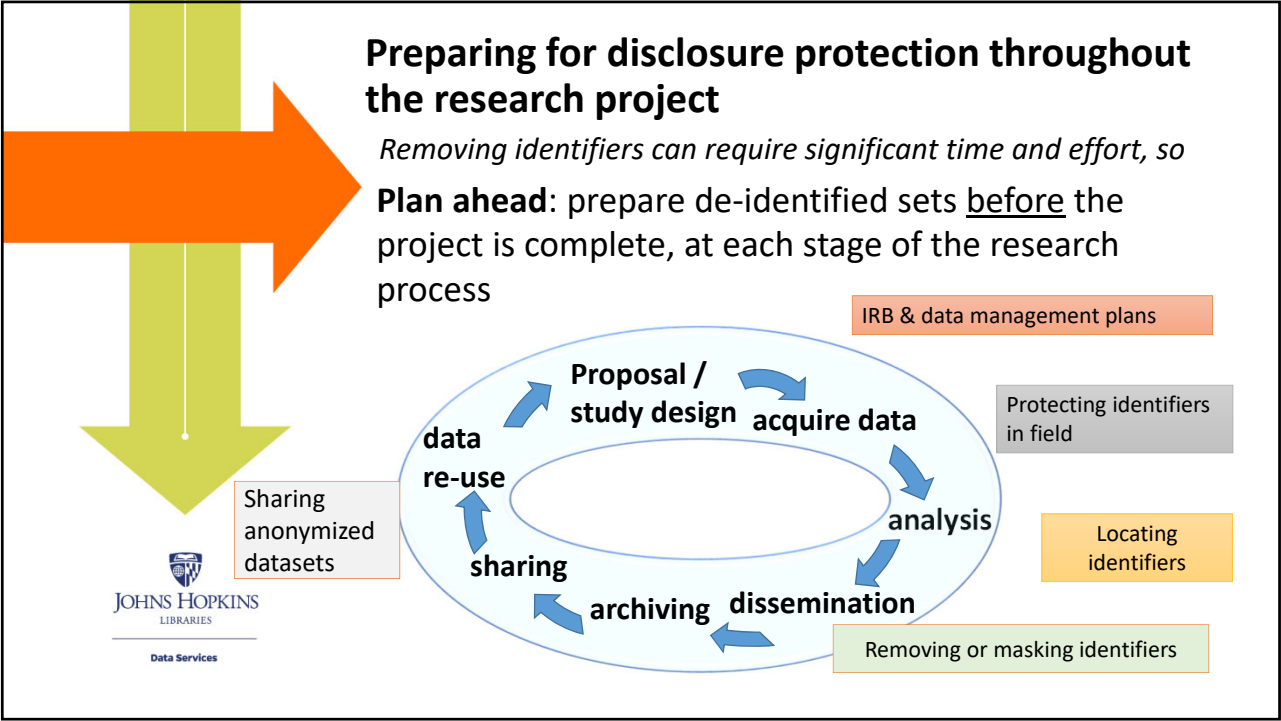 Preparing for disclosure protection throughout
the research project
Removing identifiers can require significant time and effort, so
Plan ahead: prepare de-identified sets before the
project is complete, at each stage of the research
process
IRB & data management plans
Proposal /
study design
acquire data
Protecting identifiers
in field
data
re-use
Sharing
anonymized
datasets
analysis
Locating
identifiers
sharing
archiving
dissemination
Removing or masking identifiers
JOHNS HOPKINS
LIBRARIES
Data Services